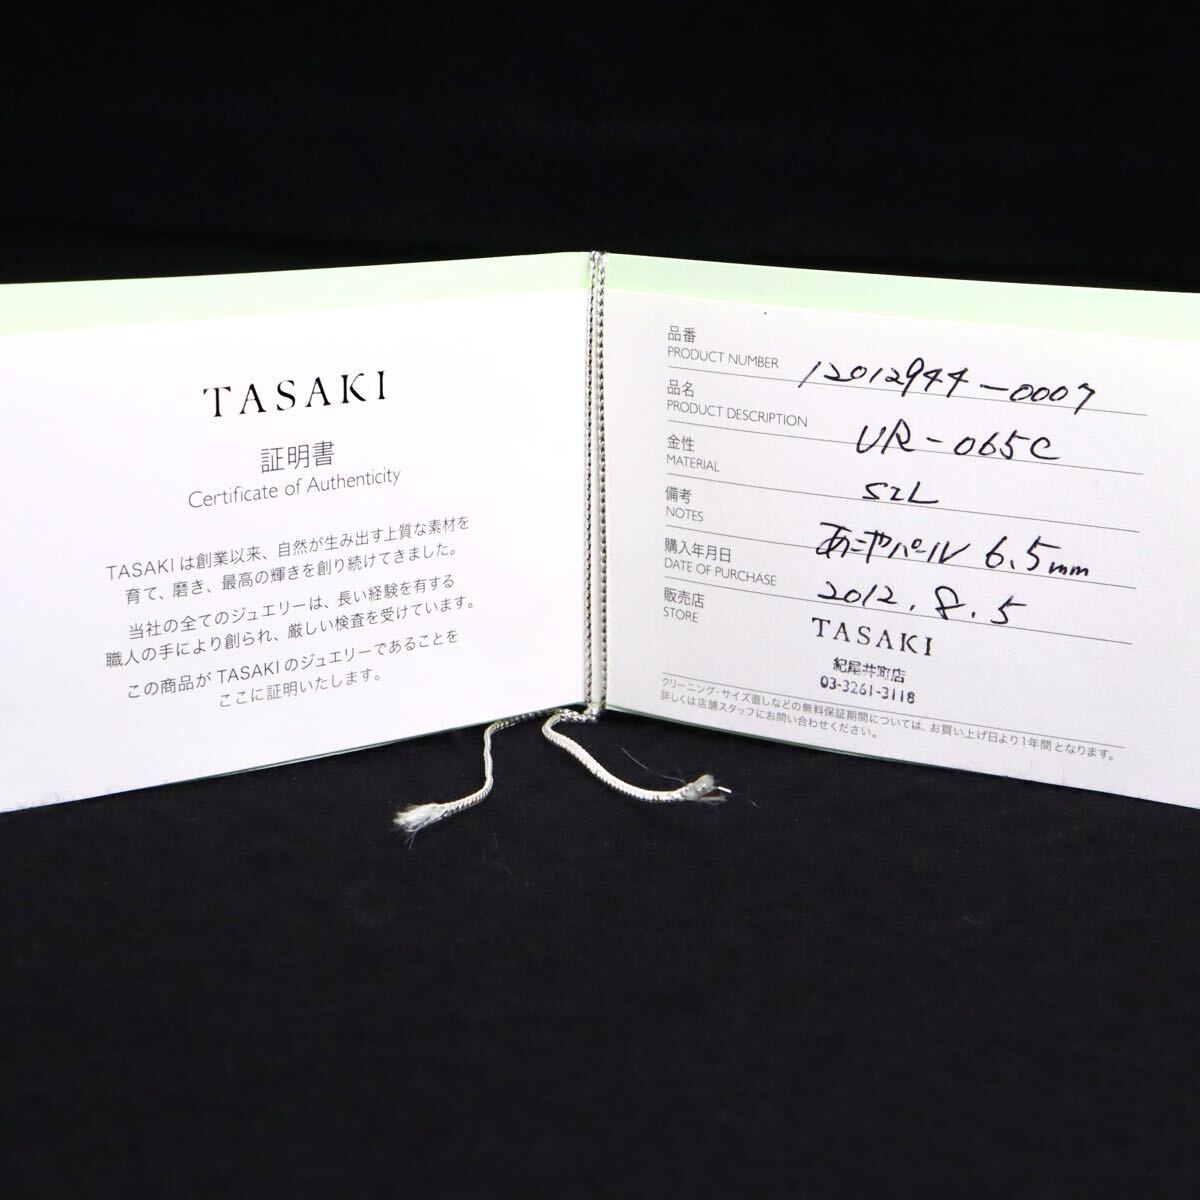 TASAKI
証明書
Certificate of Authenticity
TASAKIは創業以来、自然が生み出す上質な素材を
育て、磨き、最高の輝きを創り続けてきました。
当社の全てのジュエリーは、長い経験を有する
職人の手により創られ、厳しい検査を受けています。
この商品がTASAKIのジュエリーであることを
ここに証明いたします。
品番
PRODUCT NUMBER 12012944-0007
品名
PRODUCT DESCRIPTION UR-065C
金性
MATERIAL SZL
備考
NOTES あこやパール 6.5mm
購入年月日
DATE OF PURCHASE 2012.8.5
販売店
STORE TASAKI
紀尾井町店
03-3261-3118
クリーニング・サイズ直しなどの無料保証期間については、お買い上げ日より1年間となります。
詳しくは店舗スタッフにお問い合わせください。